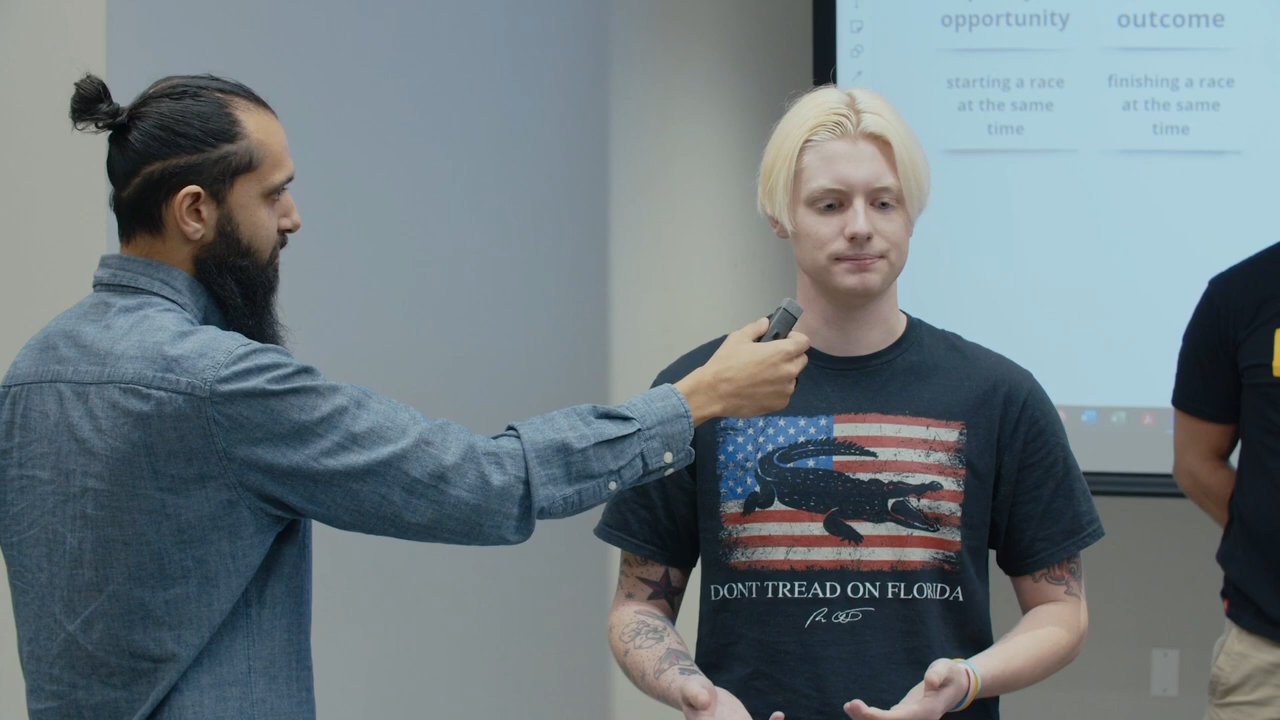 opportunity
outcome
starting a race
at the same
time
finishing a race
at the same
time
DONT TREAD ON FLORIDA